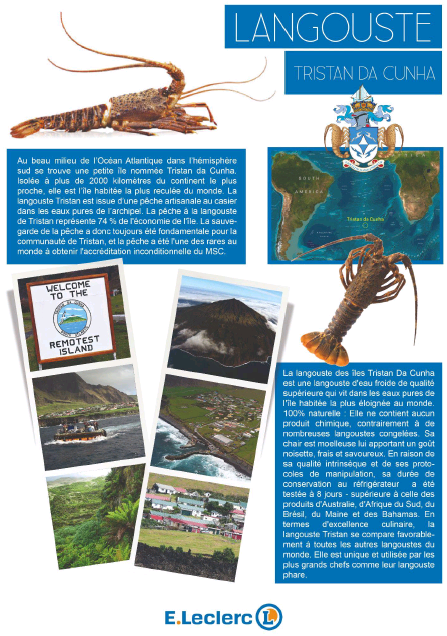 LANGOUSTE
TRISTAN DA CUNHA
Au beau milieu de l'Océan Atlantique dans l'hémisphère
sud se trouve une petite île nommée Tristan da Cunha.
Isolée à plus de 2000 kilomètres du continent le plus
proche, elle est l'île habitée la plus reculée du monde. La
langouste Tristan est issue d'une pêche artisanale au casier
dans les eaux pures de l'archipel. La pêche à la langouste
de Tristan représente 74 % de l'économie de l'île. La sauve-
garde de la pêche a donc toujours été fondamentale pour la
communauté de Tristan, et la pêche a été l'une des rares au
monde à obtenir l'accréditation inconditionnelle du MSC.
SOUTH
AMERICA
Tristan da Cunha
WELCOME
TO THE
REMOTEST
ISLAND
La langouste des îles Tristan Da Cunha
est une langouste d'eau froide de qualité
supérieure qui vit dans les eaux pures de
l'île habitée la plus éloignée au monde.
100% naturelle : Elle ne contient aucun
produit chimique, contrairement à de
nombreuses langoustes congelées. Sa
chair est moelleuse lui apportant un goût
noisette, frais et savoureux. En raison de
sa qualité intrinsèque et de ses proto-
coles de manipulation, sa durée de
conservation au réfrigérateur a été
testée à 8 jours - supérieure à celle des
produits d'Australie, d'Afrique du Sud, du
Brésil, du Maine et des Bahamas. En
termes d'excellence culinaire, la
langouste Tristan se compare favorable-
ment à toutes les autres langoustes du
monde. Elle est unique et utilisée par les
plus grands chefs comme leur langouste
phare.
E.Leclerc L